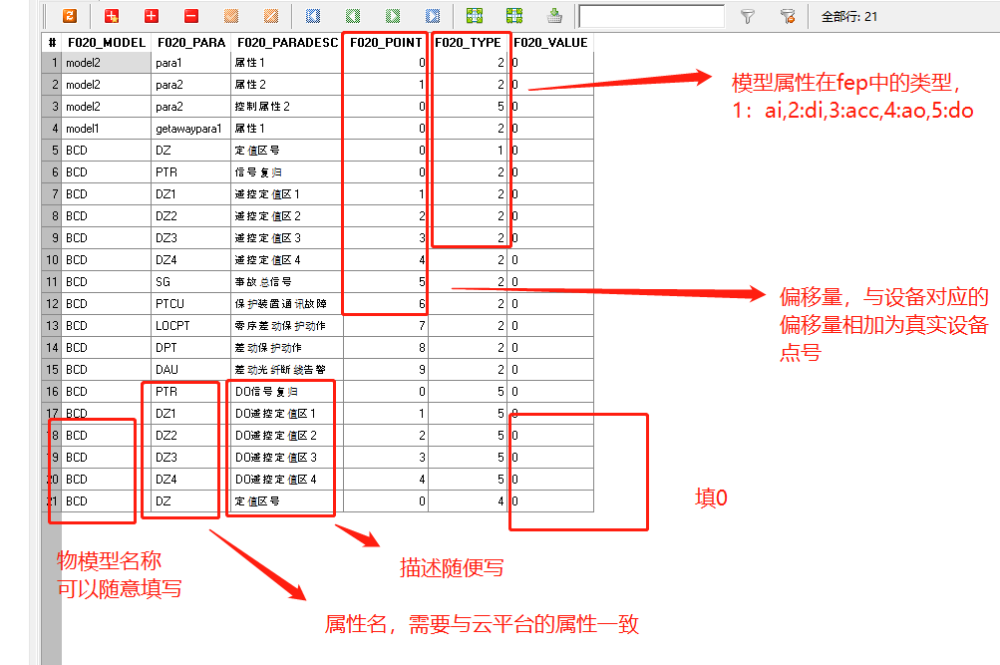 全部行: 21
# F020_MODEL F020_PARA F020_PARADESC F020_POINT F020_TYPE F020_VALUE
1 model2 para1 属性1 0 2 0
2 model2 para2 属性2 1 2 0
3 model2 para2 控制属性2 0 5 0
4 model1 getawaypara1 属性1 0 2 0
5 BCD DZ 定值区号 0 1 0
6 BCD PTR 信号复归 0 2 0
7 BCD DZ1 遥控定值区1 1 2 0
8 BCD DZ2 遥控定值区2 2 2 0
9 BCD DZ3 遥控定值区3 3 2 0
10 BCD DZ4 遥控定值区4 4 2 0
11 BCD SG 事故总信号 5 2 0
12 BCD PTCU 保护装置通讯故障 6 2 0
13 BCD LOCPT 零序差动保护动作 7 2 0
14 BCD DPT 差动保护动作 8 2 0
15 BCD DAU 差动光纤断线告警 9 2 0
16 BCD PTR DO信号复归 0 5 0
17 BCD DZ1 DO遥控定值区1 1 5 0
18 BCD DZ2 DO遥控定值区2 2 5 0
19 BCD DZ3 DO遥控定值区3 3 5 0
20 BCD DZ4 DO遥控定值区4 4 5 0
21 BCD DZ 定值区号 0 4 0
模型属性在fep中的类型，
1：ai,2:di,3:acc,4:ao,5:do
偏移量，与设备对应的
偏移量相加为真实设备
点号
填0
物模型名称
可以随意填写
描述随便写
属性名，需要与云平台的属性一致